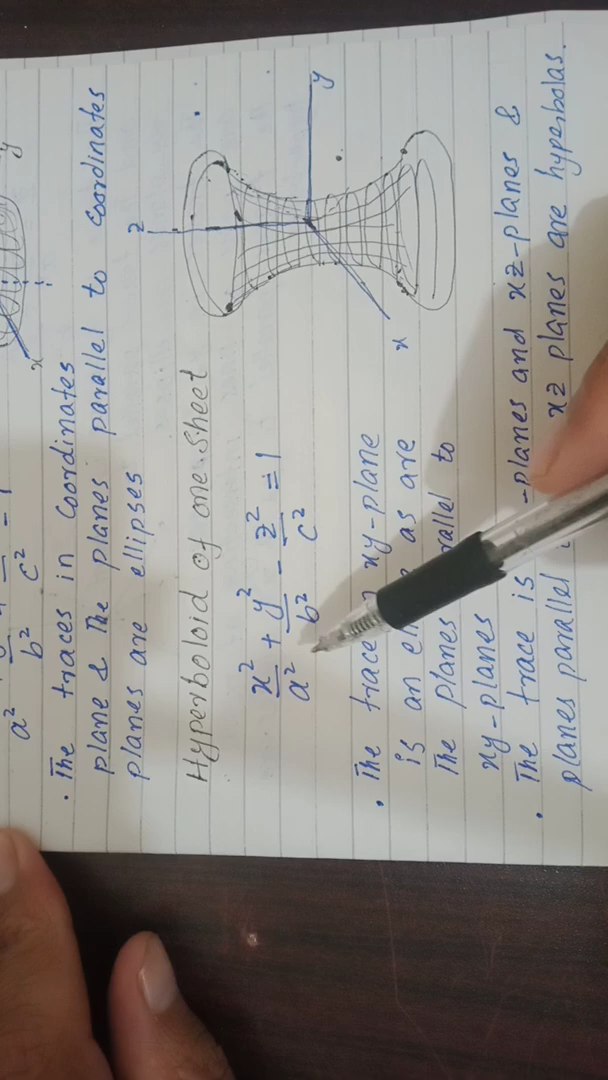 a² b² c² - 1
. The traces in Coordinates
plane & The planes parallel to coordinates
planes are ellipses
Hyperboloid of one Sheet
x²/a² + y²/b² - z²/c² = 1
z
y
x
y
x
. The trace xy-plane
is an as are
The planes to
xy-planes
. The trace is -planes and xz-planes &
planes parallel xz planes are hyperbolas.